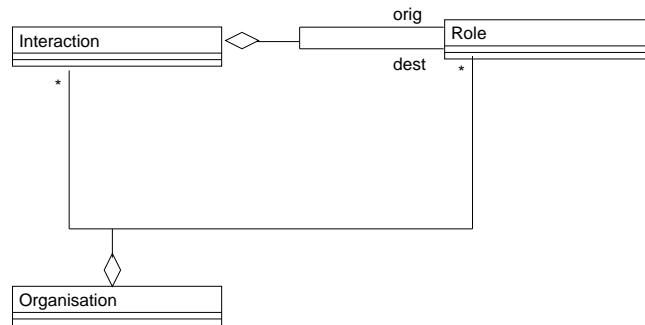 orig
Interaction
Role
dest
*
*
Organisation